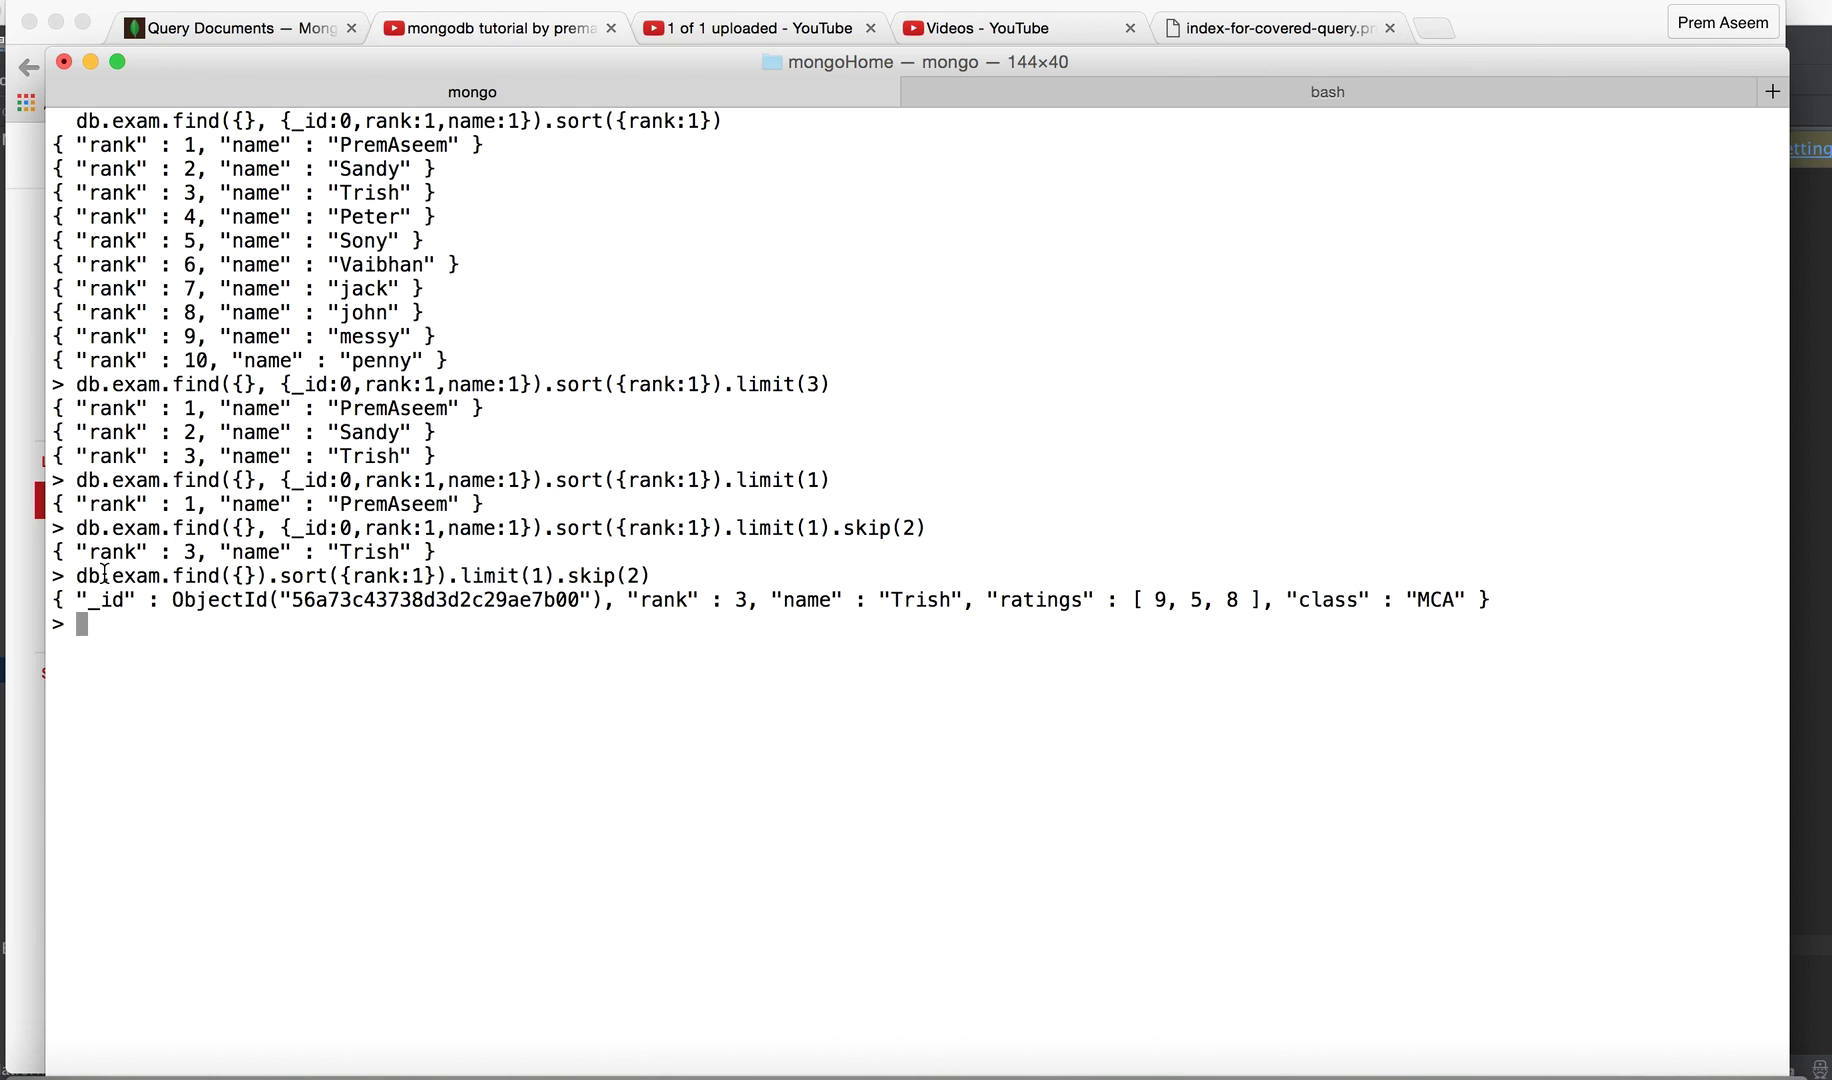 Query Documents — Mong
mongodb tutorial by prema
1 of 1 uploaded - YouTube
Videos - YouTube
index-for-covered-query.pn
Prem Aseem
mongoHome — mongo — 144×40
mongo
bash
db.exam.find({}, {_id:0,rank:1,name:1}).sort({rank:1})
{ "rank" : 1, "name" : "PremAseem" }
{ "rank" : 2, "name" : "Sandy" }
{ "rank" : 3, "name" : "Trish" }
{ "rank" : 4, "name" : "Peter" }
{ "rank" : 5, "name" : "Sony" }
{ "rank" : 6, "name" : "Vaibhan" }
{ "rank" : 7, "name" : "jack" }
{ "rank" : 8, "name" : "john" }
{ "rank" : 9, "name" : "messy" }
{ "rank" : 10, "name" : "penny" }
> db.exam.find({}, {_id:0,rank:1,name:1}).sort({rank:1}).limit(3)
{ "rank" : 1, "name" : "PremAseem" }
{ "rank" : 2, "name" : "Sandy" }
{ "rank" : 3, "name" : "Trish" }
> db.exam.find({}, {_id:0,rank:1,name:1}).sort({rank:1}).limit(1)
{ "rank" : 1, "name" : "PremAseem" }
> db.exam.find({}, {_id:0,rank:1,name:1}).sort({rank:1}).limit(1).skip(2)
{ "rank" : 3, "name" : "Trish" }
> db.exam.find({}).sort({rank:1}).limit(1).skip(2)
{ "_id" : ObjectId("56a73c43738d3d2c29ae7b00"), "rank" : 3, "name" : "Trish", "ratings" : [ 9, 5, 8 ], "class" : "MCA" }
>
etting